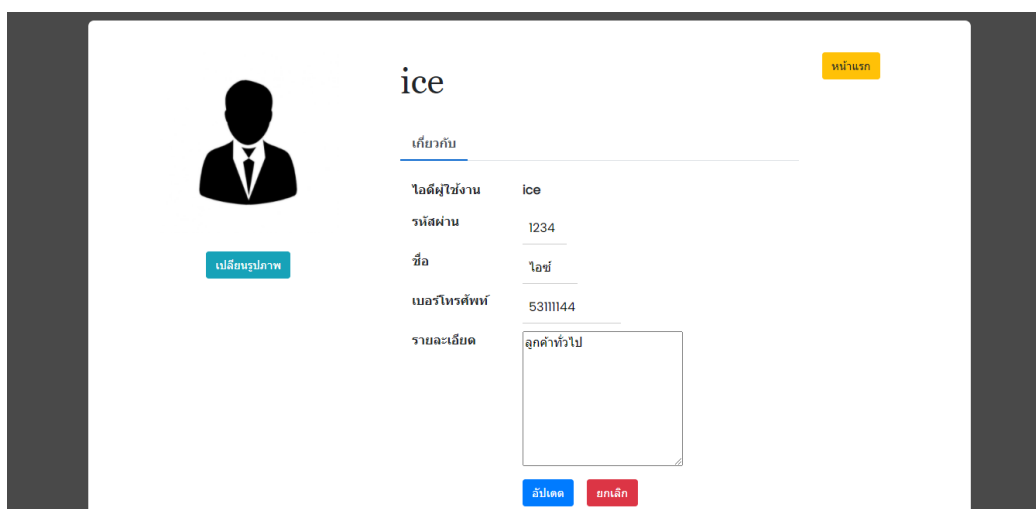 ice
หน้าแรก
เกี่ยวกับ
ไอดีผู้ใช้งาน ice
รหัสผ่าน 1234
เปลี่ยนรูปภาพ
ชื่อ ไอซ์
เบอร์โทรศัพท์ 53111144
รายละเอียด ลูกค้าทั่วไป
อัปเดต ยกเลิก